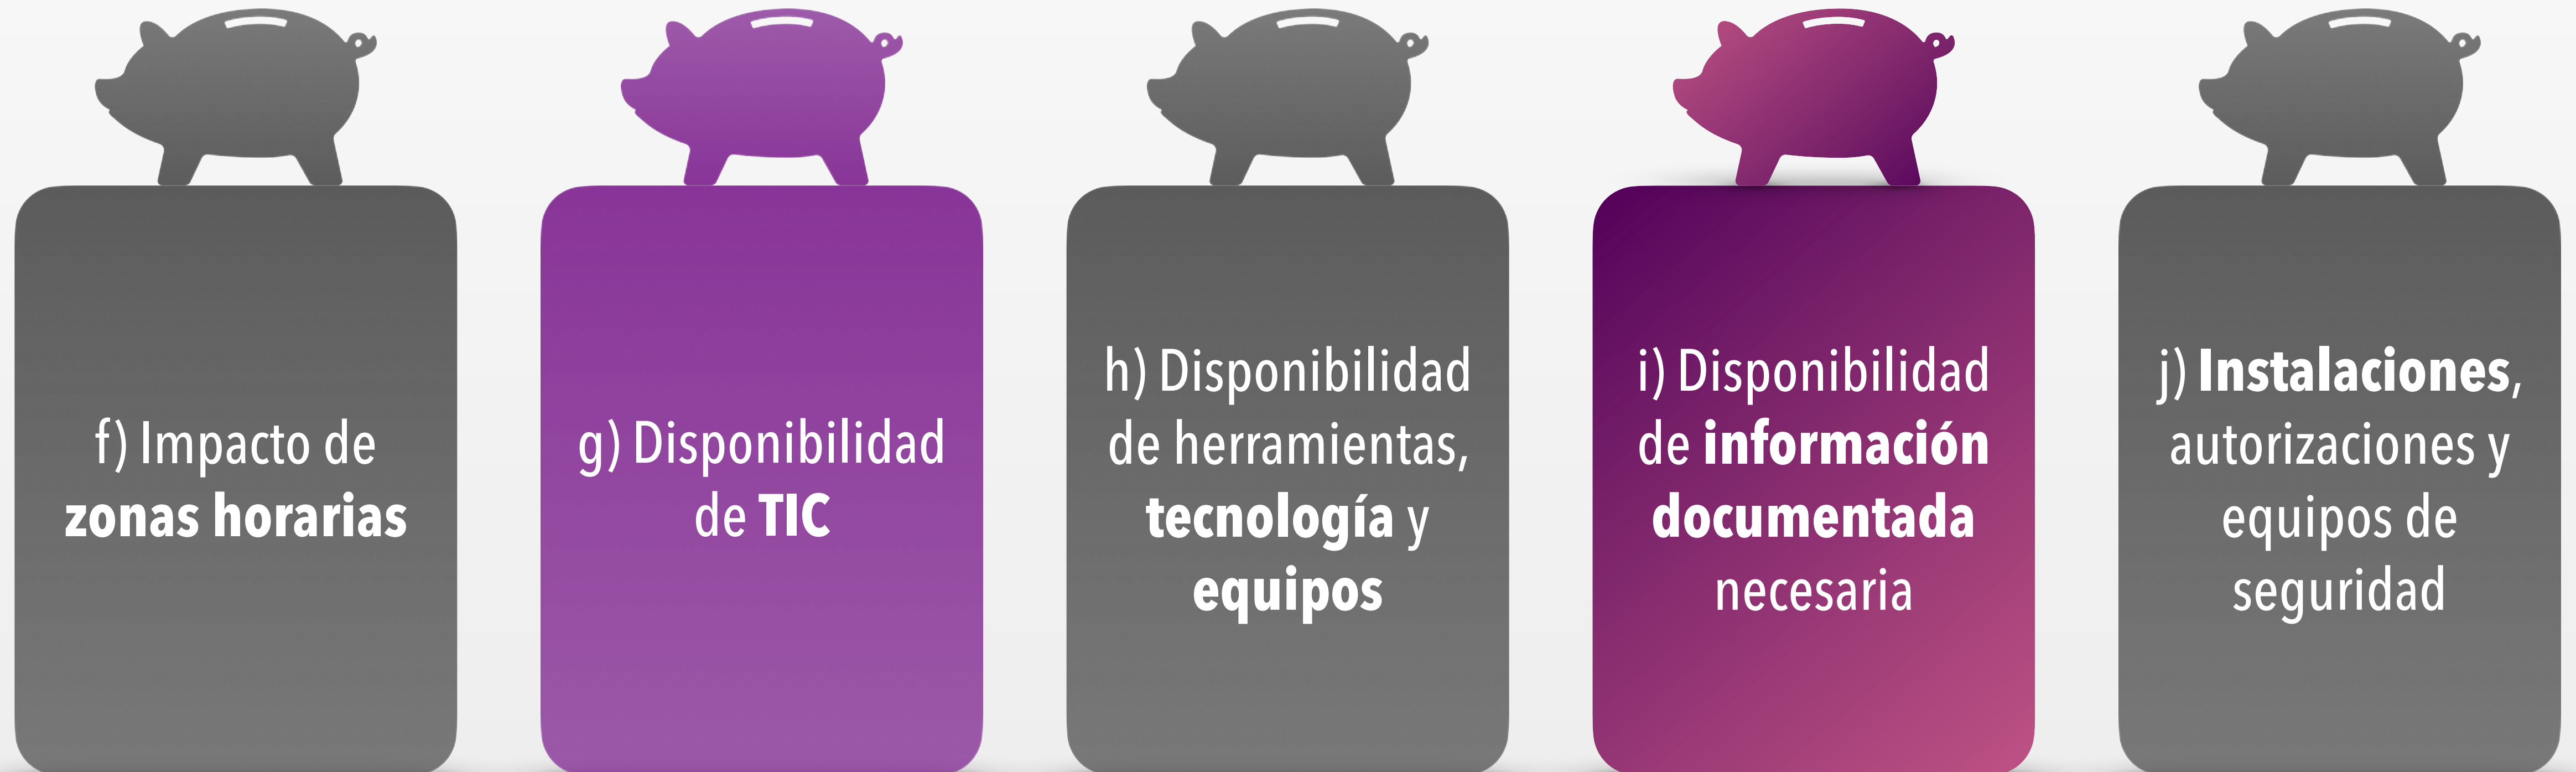 f) Impacto de
zonas horarias
g) Disponibilidad
de TIC
h) Disponibilidad
de herramientas,
tecnología y
equipos
i) Disponibilidad
de información
documentada
necesaria
j) Instalaciones,
autorizaciones y
equipos de
seguridad